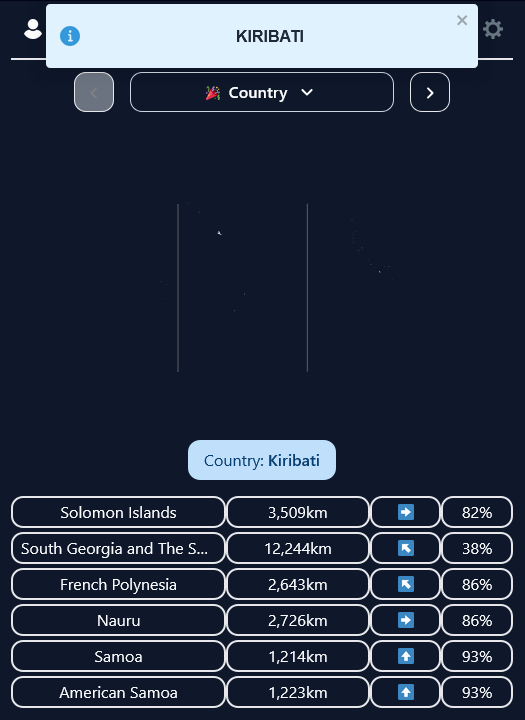 KIRIBATI
Country
Country: Kiribati
Solomon Islands 3,509km 82%
South Georgia and The S... 12,244km 38%
French Polynesia 2,643km 86%
Nauru 2,726km 86%
Samoa 1,214km 93%
American Samoa 1,223km 93%